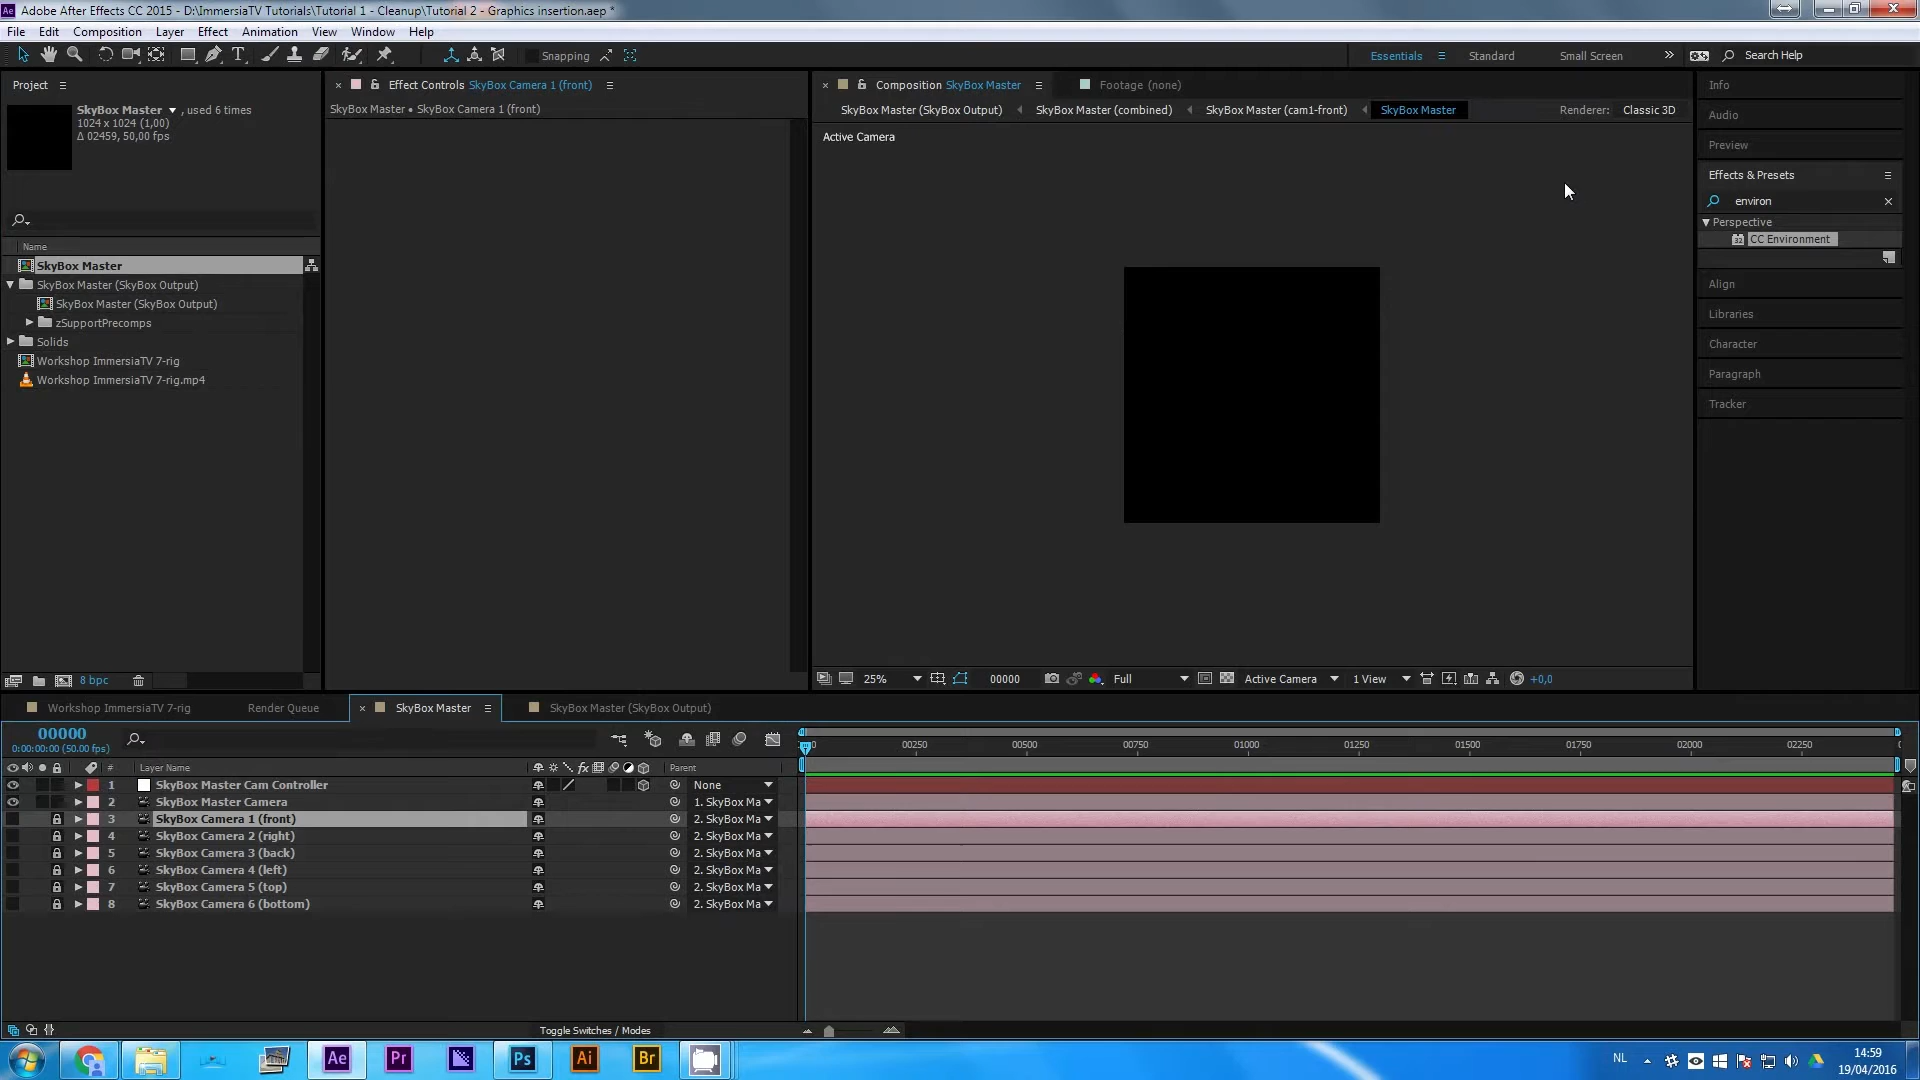 Adobe After Effects CC 2015 - D:\ImmersiaTV Tutorials\Tutorial 1 - Cleanup\Tutorial 2 - Graphics insertion.aep *
File Edit Composition Layer Effect Animation View Window Help
Snapping
Essentials Standard Small Screen Search Help
Project
Effect Controls SkyBox Camera 1 (front)
Composition SkyBox Master
Footage (none)
Info
SkyBox Master , used 6 times
1024 x 1024 (1,00)
Δ 02459, 50,00 fps
SkyBox Master • SkyBox Camera 1 (front)
SkyBox Master (SkyBox Output) SkyBox Master (combined) SkyBox Master (cam1-front) SkyBox Master
Renderer: Classic 3D
Active Camera
Audio
Preview
Effects & Presets
environ
Perspective
32 CC Environment
Align
Libraries
Character
Paragraph
Tracker
Name
SkyBox Master
SkyBox Master (SkyBox Output)
SkyBox Master (SkyBox Output)
zSupportPrecomps
Solids
Workshop ImmersiaTV 7-rig
Workshop ImmersiaTV 7-rig.mp4
8 bpc
25% 00000 Full Active Camera 1 View +0,0
Workshop ImmersiaTV 7-rig Render Queue SkyBox Master SkyBox Master (SkyBox Output)
00000
0:00:00:00 (50.00 fps)
0 00250 00500 00750 01000 01250 01500 01750 02000 02250
# Layer Name fx Parent
1 SkyBox Master Cam Controller None
2 SkyBox Master Camera 1. SkyBox Ma
3 SkyBox Camera 1 (front) 2. SkyBox Ma
4 SkyBox Camera 2 (right) 2. SkyBox Ma
5 SkyBox Camera 3 (back) 2. SkyBox Ma
6 SkyBox Camera 4 (left) 2. SkyBox Ma
7 SkyBox Camera 5 (top) 2. SkyBox Ma
8 SkyBox Camera 6 (bottom) 2. SkyBox Ma
Toggle Switches / Modes
Ae Pr Ps Ai Br
NL
14:59
19/04/2016